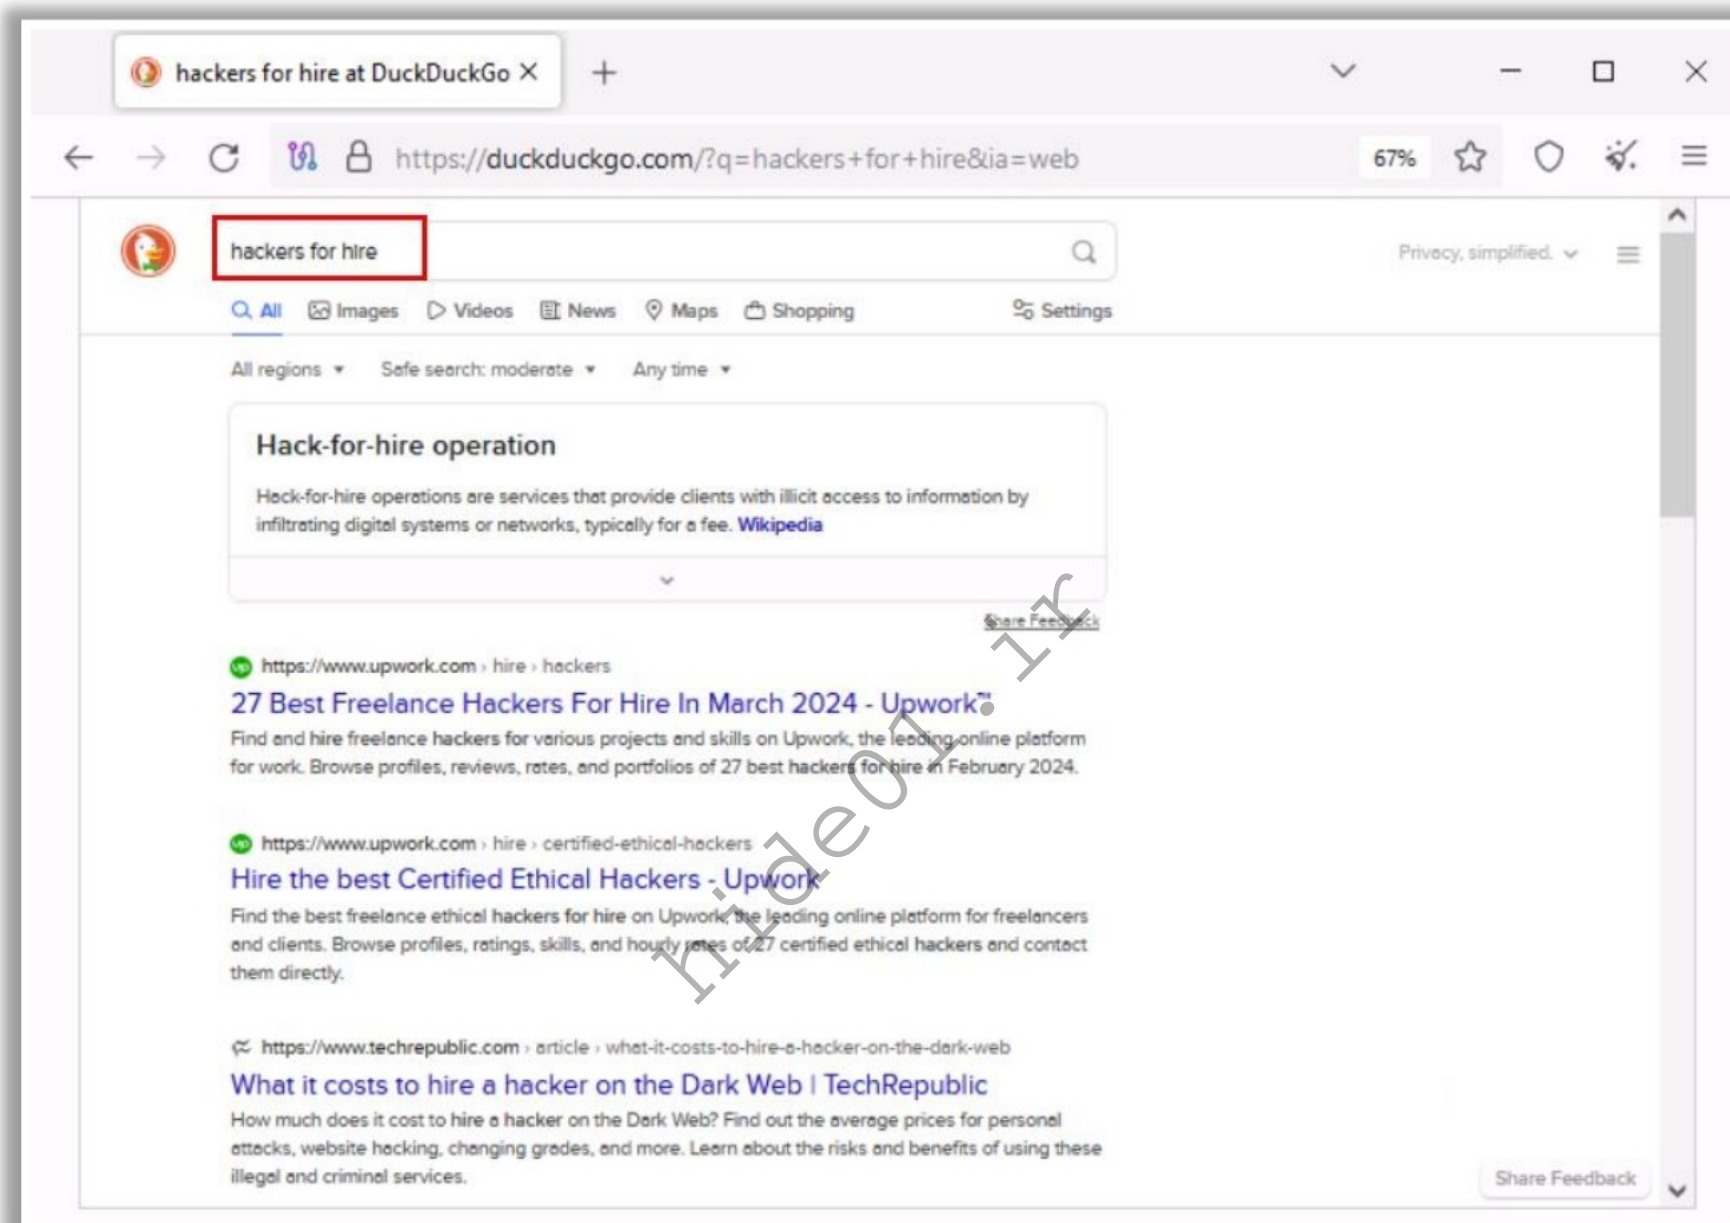 hackers for hire at DuckDuckGo
https://duckduckgo.com/?q=hackers+for+hire&ia=web
67%
hackers for hire
Privacy, simplified.
All Images Videos News Maps Shopping Settings
All regions Safe search: moderate Any time
Hack-for-hire operation
Hack-for-hire operations are services that provide clients with illicit access to information by
infiltrating digital systems or networks, typically for a fee. Wikipedia
Share Feedback
https://www.upwork.com › hire › hackers
27 Best Freelance Hackers For Hire In March 2024 - Upwork™
Find and hire freelance hackers for various projects and skills on Upwork, the leading online platform
for work. Browse profiles, reviews, rates, and portfolios of 27 best hackers for hire in February 2024.
https://www.upwork.com › hire › certified-ethical-hackers
Hire the best Certified Ethical Hackers - Upwork
Find the best freelance ethical hackers for hire on Upwork, the leading online platform for freelancers
and clients. Browse profiles, ratings, skills, and hourly rates of 27 certified ethical hackers and contact
them directly.
https://www.techrepublic.com › article › what-it-costs-to-hire-a-hacker-on-the-dark-web
What it costs to hire a hacker on the Dark Web | TechRepublic
How much does it cost to hire a hacker on the Dark Web? Find out the average prices for personal
attacks, website hacking, changing grades, and more. Learn about the risks and benefits of using these
illegal and criminal services.
Share Feedback
hide01.ir